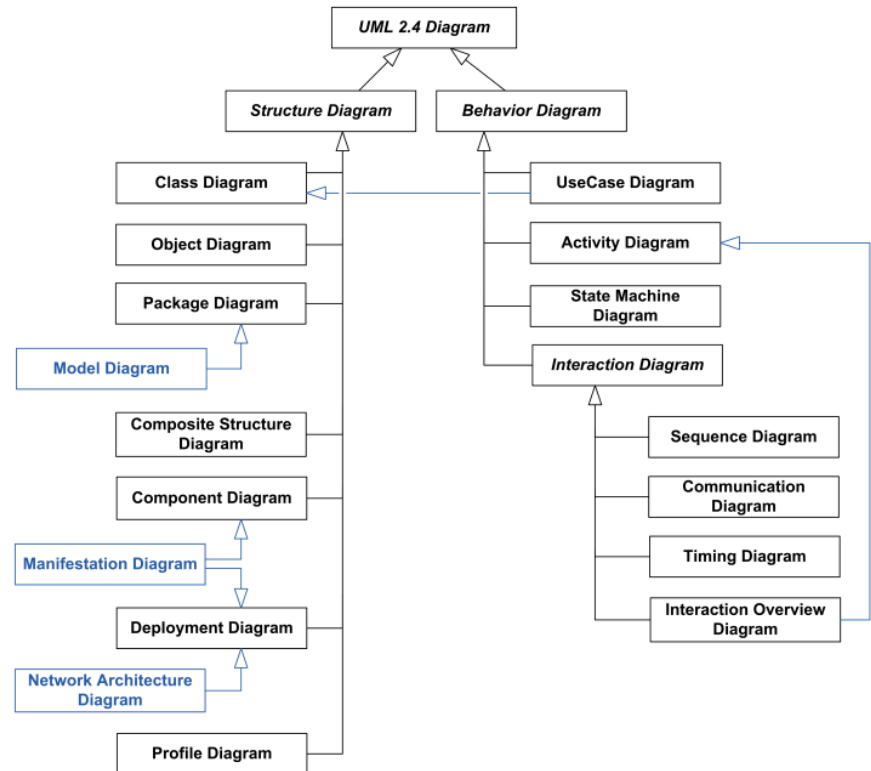 UML 2.4 Diagram
Structure Diagram
Behavior Diagram
Class Diagram
UseCase Diagram
Object Diagram
Activity Diagram
Package Diagram
State Machine
Diagram
Model Diagram
Interaction Diagram
Composite Structure
Diagram
Sequence Diagram
Component Diagram
Communication
Diagram
Manifestation Diagram
Timing Diagram
Deployment Diagram
Interaction Overview
Diagram
Network Architecture
Diagram
Profile Diagram